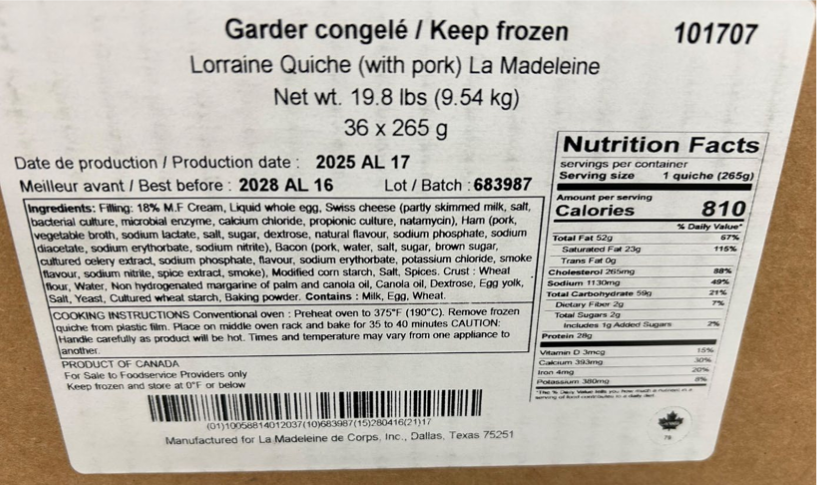 Garder congelé / Keep frozen
101707
Lorraine Quiche (with pork) La Madeleine
Net wt. 19.8 lbs (9.54 kg)
36 x 265 g
Date de production / Production date : 2025 AL 17
Meilleur avant / Best before : 2028 AL 16 Lot / Batch : 683987
Ingredients: Filling: 18% M.F Cream, Liquid whole egg, Swiss cheese (partly skimmed milk, salt,
bacterial culture, microbial enzyme, calcium chloride, propionic culture, natamycin), Ham (pork,
vegetable broth, sodium lactate, salt, sugar, dextrose, natural flavour, sodium phosphate, sodium
diacetate, sodium erythorbate, sodium nitrite), Bacon (pork, water, salt, sugar, brown sugar,
cultured celery extract, sodium phosphate, flavour, sodium erythorbate, potassium chloride, smoke
flavour, sodium nitrile, spice extract, smoke), Modified corn starch, Salt, Spices. Crust : Wheat
flour, Water, Non hydrogenated margarine of palm and canola oil, Canola oil, Dextrose, Egg yolk,
Salt, Yeast, Cultured wheat starch, Baking powder. Contains : Milk, Egg, Wheat.
COOKING INSTRUCTIONS Conventional oven : Preheat oven to 375°F (190°C). Remove frozen
quiche from plastic film. Place on middle oven rack and bake for 35 to 40 minutes CAUTION:
Handle carefully as product will be hot. Times and temperature may vary from one appliance to
another.
PRODUCT OF CANADA
For Sale to Foodservice Providers only
Keep frozen and store at 0°F or below
(01)10058814012037(10)683987(15)280416(21)17
Manufactured for La Madeleine de Corps, Inc., Dallas, Texas 75251
Nutrition Facts
servings per container
Serving size 1 quiche (265g)
Amount per serving
Calories 810
% Daily Value*
Total Fat 52g 67%
Saturated Fat 23g 115%
Trans Fat 0g
Cholesterol 265mg 88%
Sodium 1130mg 49%
Total Carbohydrate 59g 21%
Dietary Fiber 2g 7%
Total Sugars 2g
Includes 1g Added Sugars 2%
Protein 28g
Vitamin D 3mcg 15%
Calcium 393mg 30%
Iron 4mg 20%
Potassium 380mg 8%